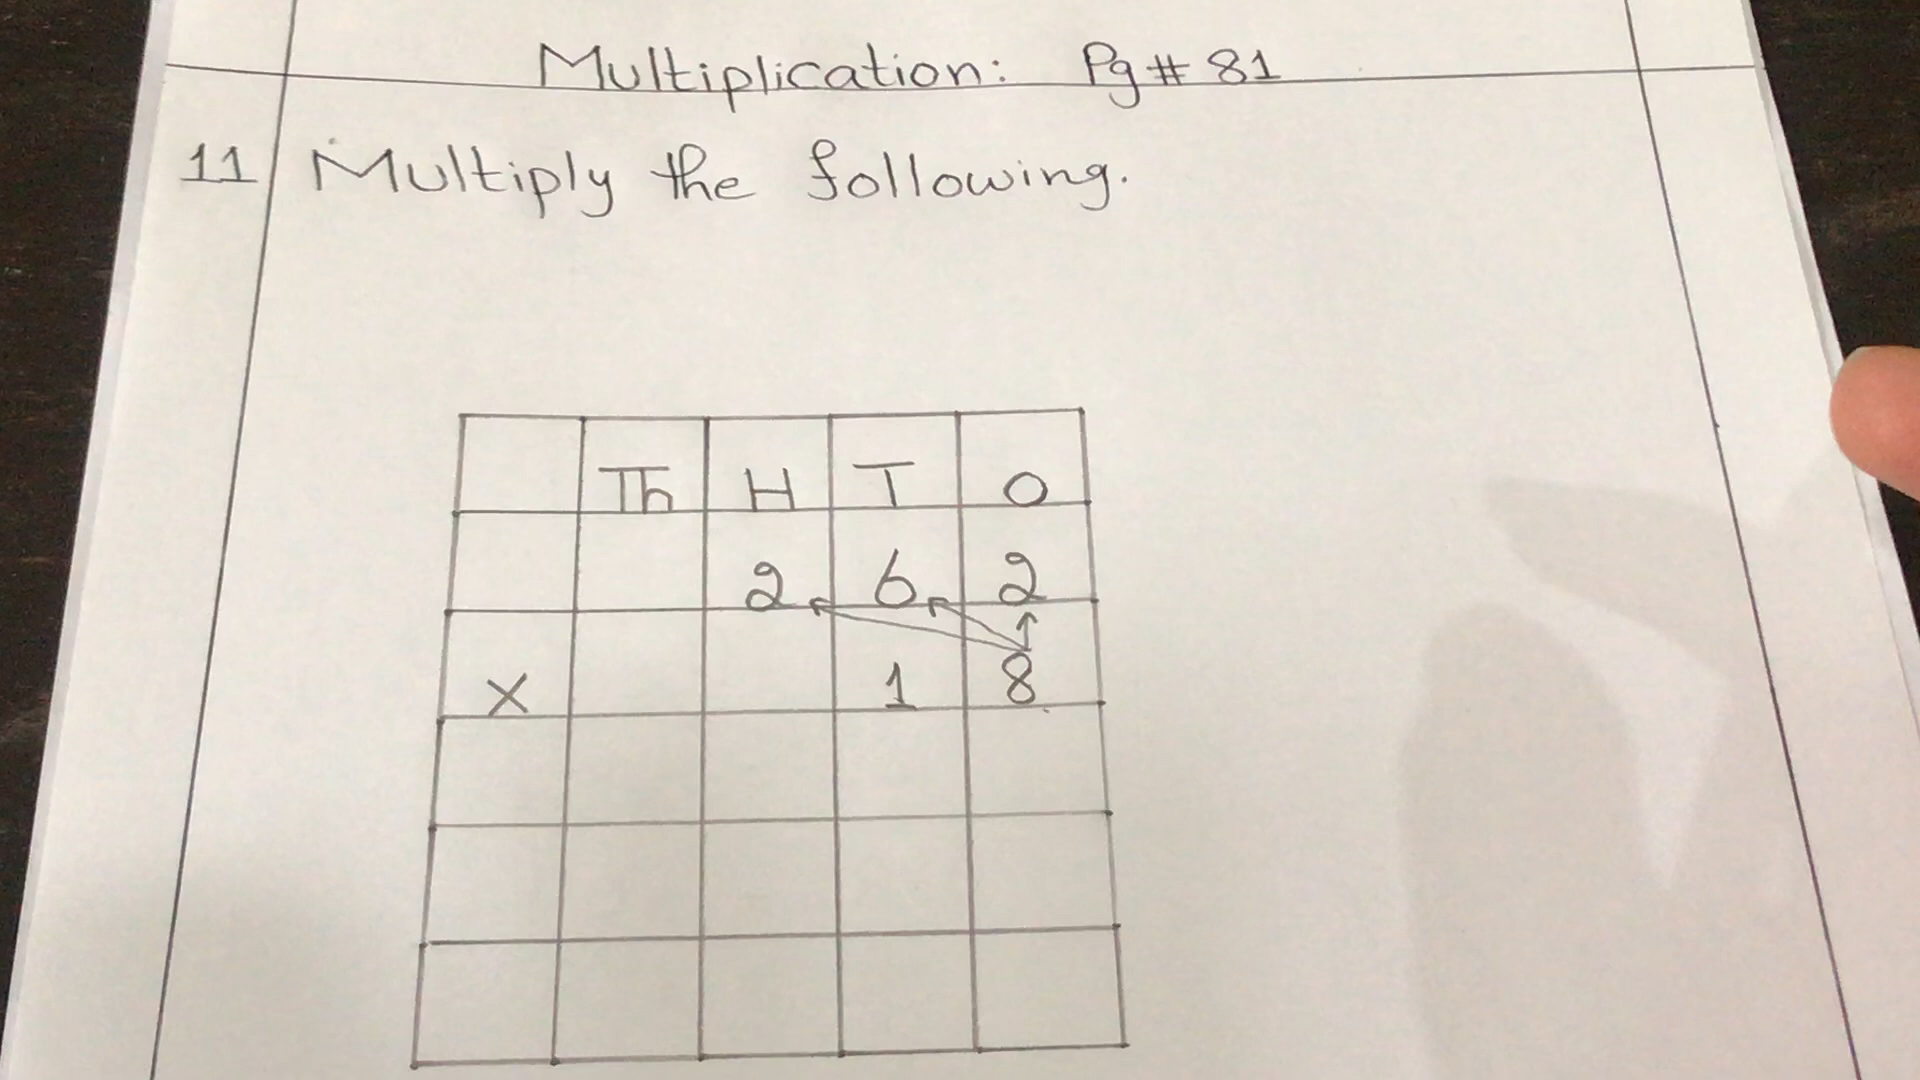 Multiplication: Pg # 81
11 Multiply the following.
Th H T O
2 6 2
X 1 8